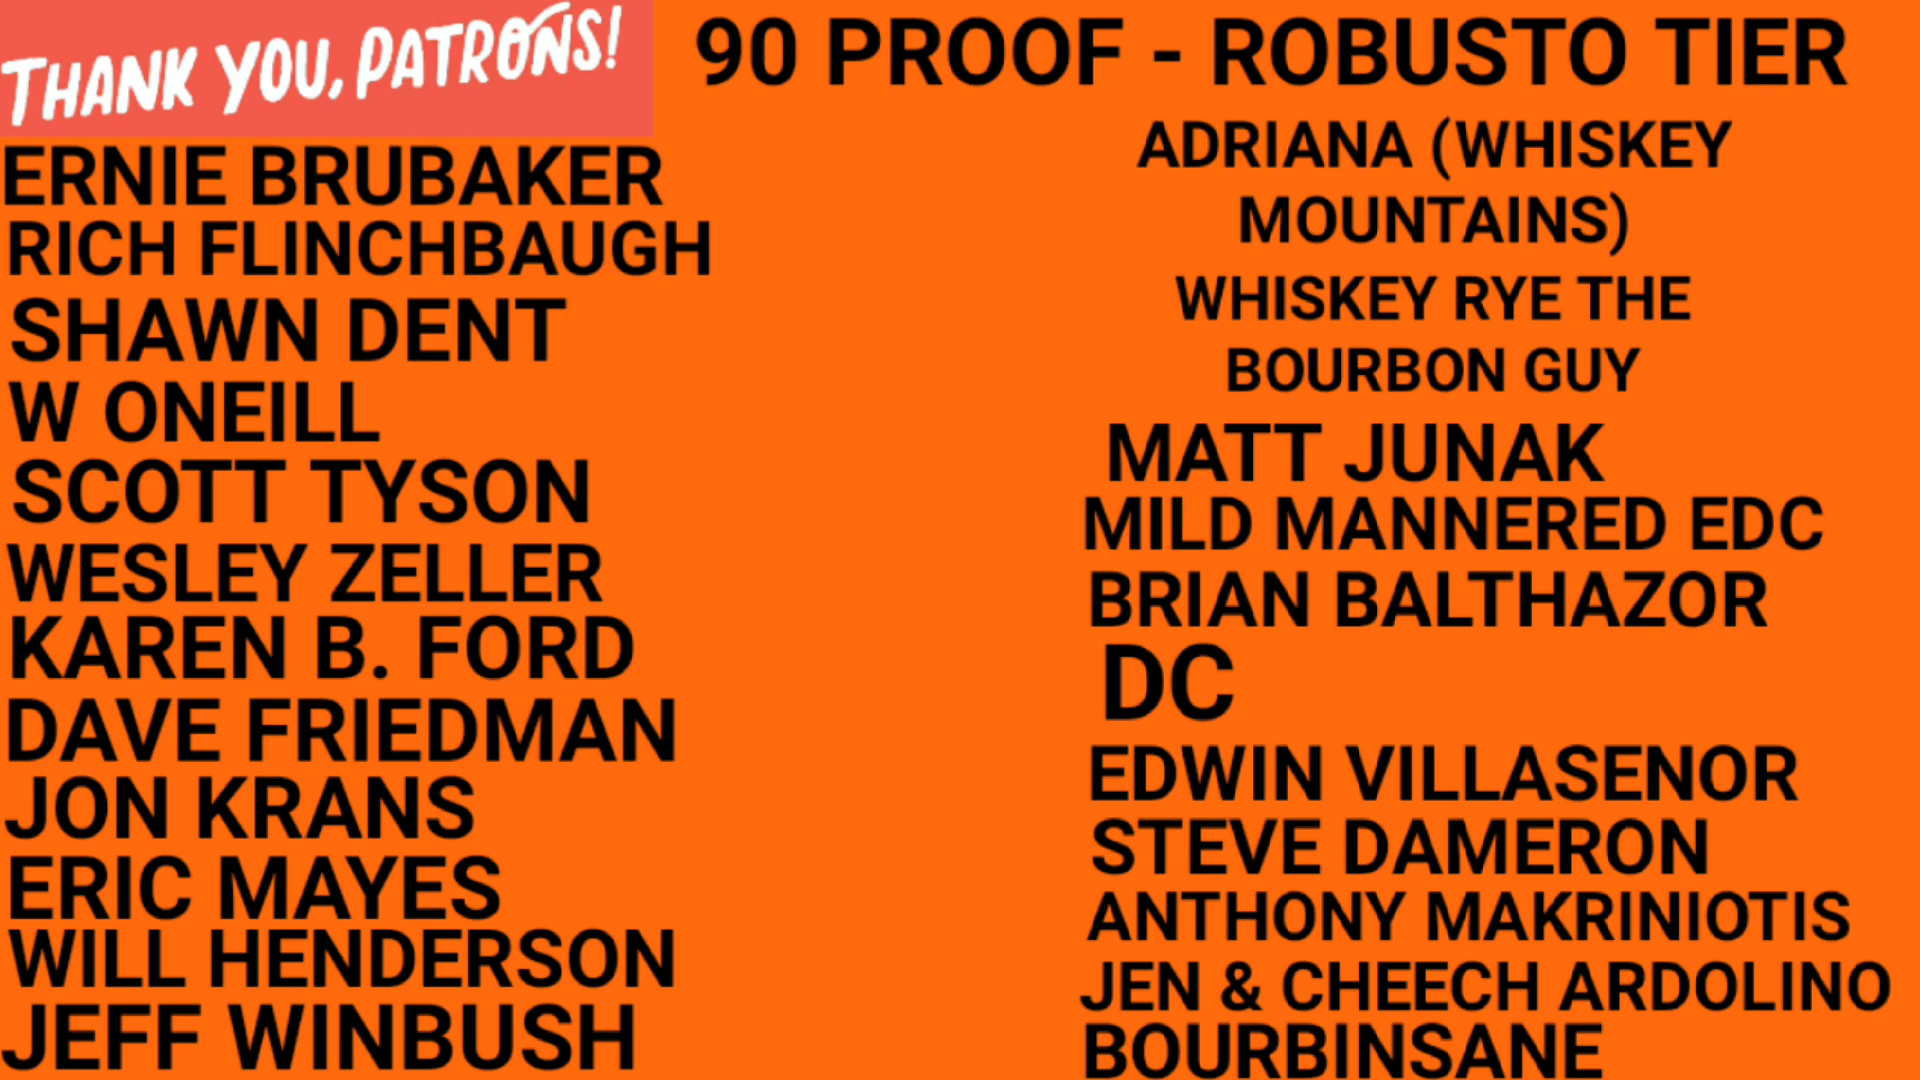 THANK YOU, PATRONS!
90 PROOF - ROBUSTO TIER
ERNIE BRUBAKER
RICH FLINCHBAUGH
SHAWN DENT
W ONEILL
SCOTT TYSON
WESLEY ZELLER
KAREN B. FORD
DAVE FRIEDMAN
JON KRANS
ERIC MAYES
WILL HENDERSON
JEFF WINBUSH
ADRIANA (WHISKEY
MOUNTAINS)
WHISKEY RYE THE
BOURBON GUY
MATT JUNAK
MILD MANNERED EDC
BRIAN BALTHAZOR
DC
EDWIN VILLASENOR
STEVE DAMERON
ANTHONY MAKRINIOTIS
JEN & CHEECH ARDOLINO
BOURBINSANE